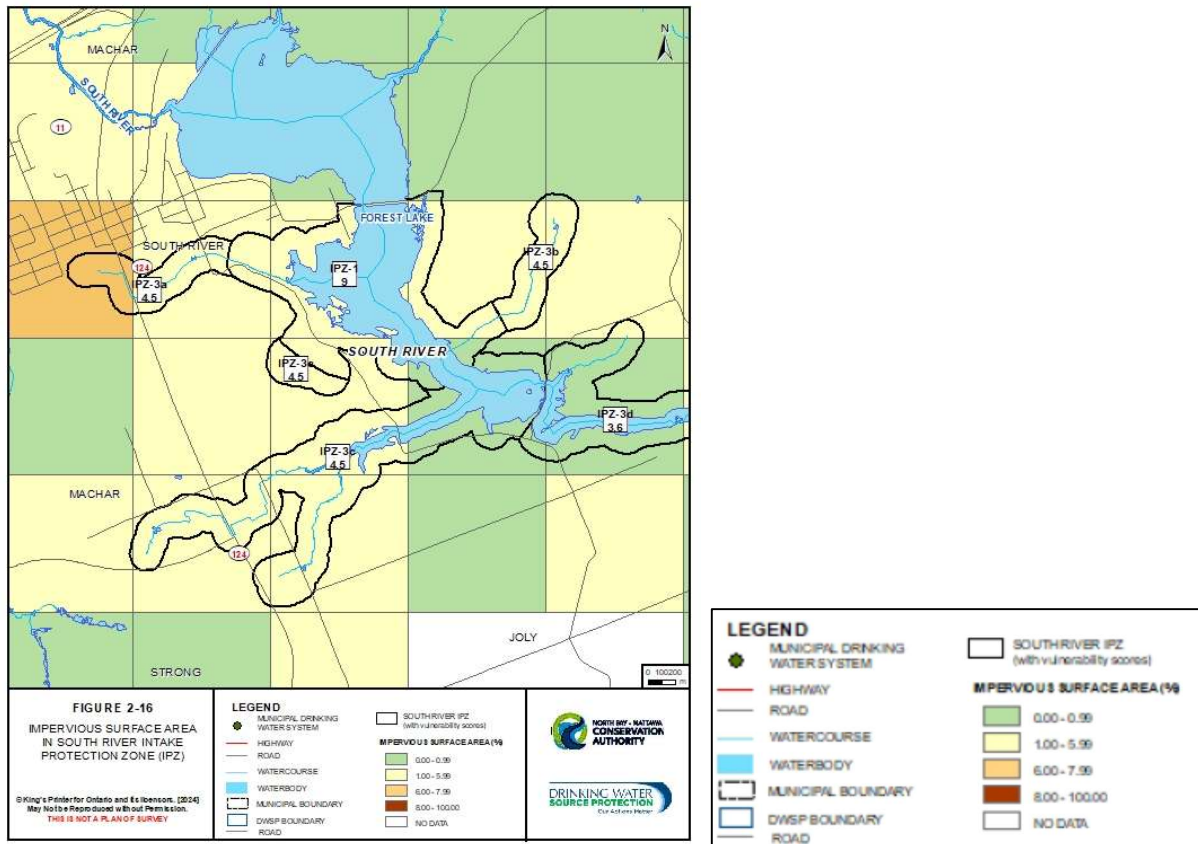 MACHAR
N
SOUTH RIVER
11
FOREST LAKE
SOUTH RIVER
124
IPZ-3a
4.5
IPZ-1
9
IPZ-3b
4.5
SOUTH RIVER
4.5
IPZ-3d
3.6
IPZ-3c
4.5
MACHAR
124
JOLY
STRONG
0 100200
m
FIGURE 2-16
IMPERVIOUS SURFACE AREA
IN SOUTH RIVER INTAKE
PROTECTION ZONE (IPZ)
©King's Printer for Ontario and its licensors. [2024]
May Not be Reproduced without Permission.
THIS IS NOT A PLAN OF SURVEY
LEGEND
MUNICIPAL DRINKING
WATER SYSTEM
HIGHWAY
ROAD
WATERCOURSE
WATERBODY
MUNICIPAL BOUNDARY
DWSP BOUNDARY
ROAD
SOUTH RIVER IPZ
(with vulnerability scores)
IMPERVIOUS SURFACE AREA (%)
0.00 - 0.99
1.00 - 5.99
6.00 - 7.99
8.00 - 100.00
NO DATA
NORTH BAY - MATTAWA
CONSERVATION
AUTHORITY
DRINKING WATER
SOURCE PROTECTION
Our Actions Matter
LEGEND
MUNICIPAL DRINKING
WATER SYSTEM
HIGHWAY
ROAD
WATERCOURSE
WATERBODY
MUNICIPAL BOUNDARY
DWSP BOUNDARY
ROAD
SOUTH RIVER IPZ
(with vulnerability scores)
IMPERVIOUS SURFACE AREA (%)
0.00 - 0.99
1.00 - 5.99
6.00 - 7.99
8.00 - 100.00
NO DATA